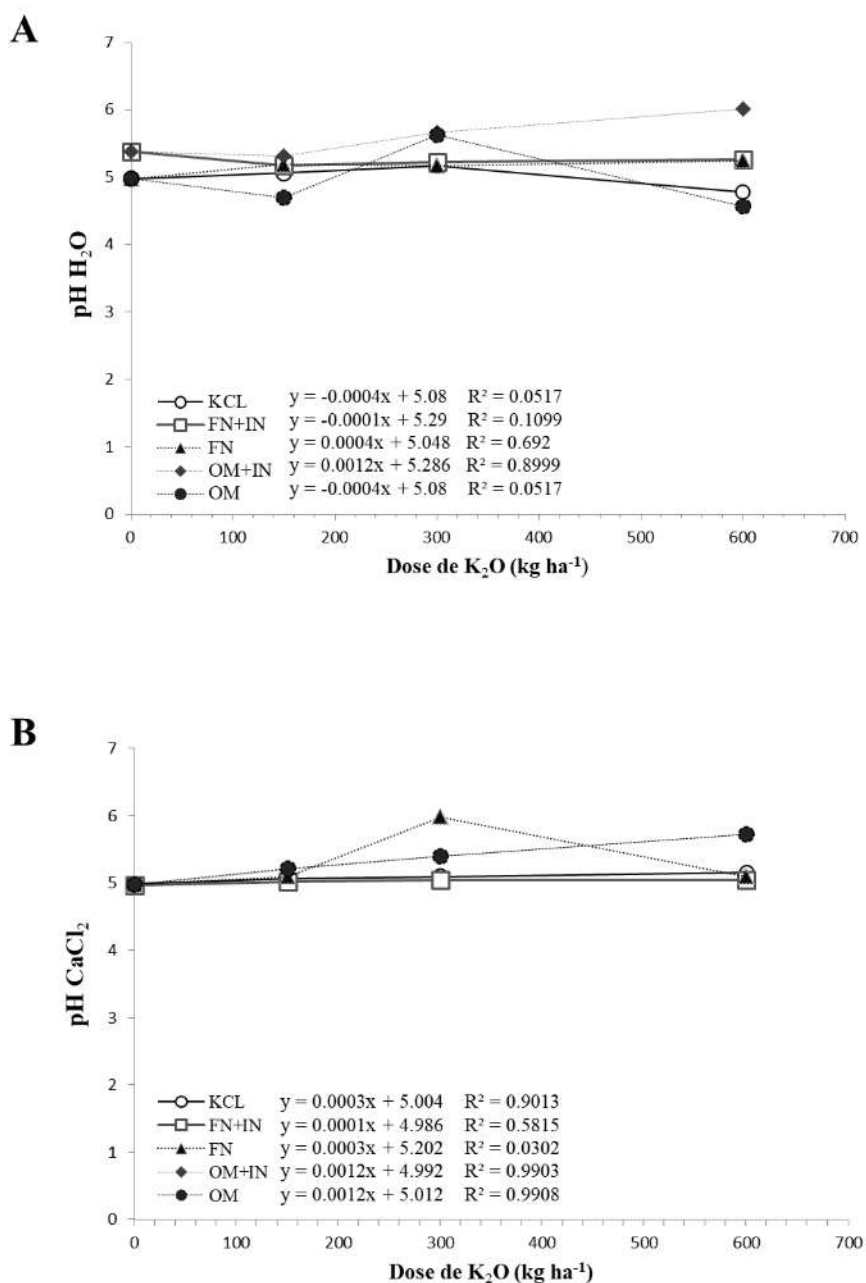 A
7
6
5
4
3
2
1
0
pH H₂O
KCL y = -0.0004x + 5.08 R² = 0.0517
FN+IN y = -0.0001x + 5.29 R² = 0.1099
FN y = 0.0004x + 5.048 R² = 0.692
OM+IN y = 0.0012x + 5.286 R² = 0.8999
OM y = -0.0004x + 5.08 R² = 0.0517
0 100 200 300 400 500 600 700
Dose de K₂O (kg ha⁻¹)
B
7
6
5
4
3
2
1
0
pH CaCl₂
KCL y = 0.0003x + 5.004 R² = 0.9013
FN+IN y = 0.0001x + 4.986 R² = 0.5815
FN y = 0.0003x + 5.202 R² = 0.0302
OM+IN y = 0.0012x + 4.992 R² = 0.9903
OM y = 0.0012x + 5.012 R² = 0.9908
0 100 200 300 400 500 600 700
Dose de K₂O (kg ha⁻¹)